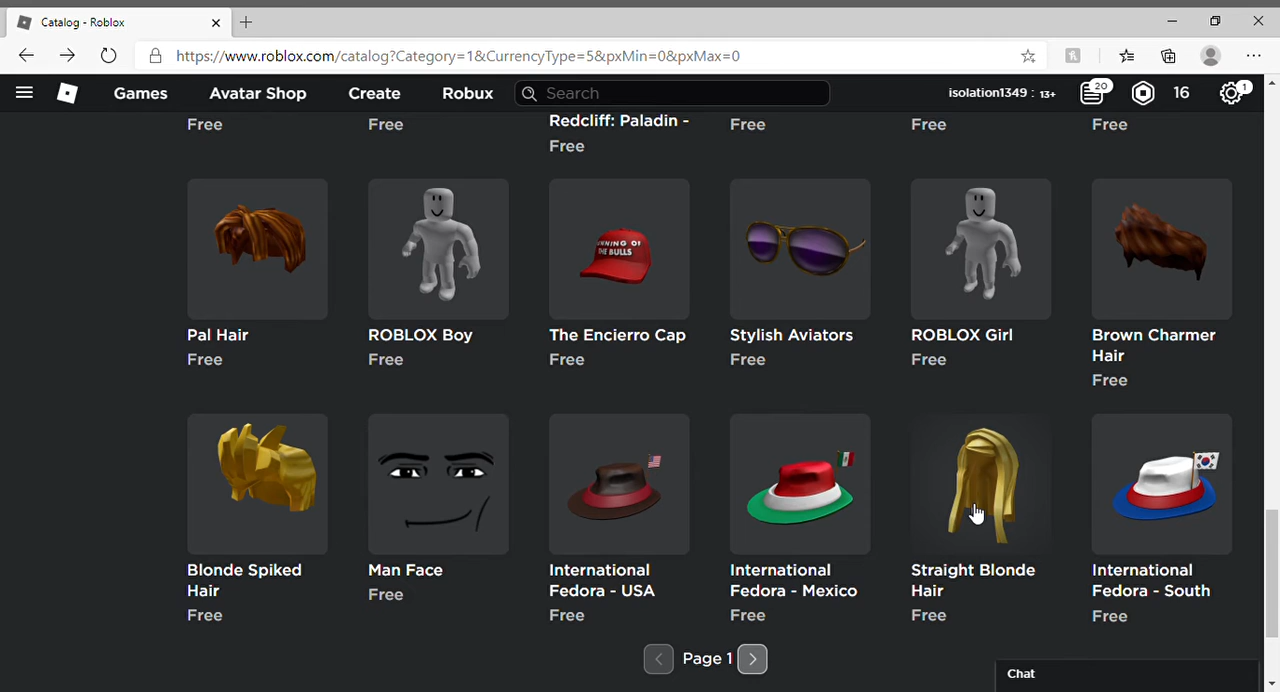 Catalog - Roblox
https://www.roblox.com/catalog?Category=1&CurrencyType=5&pxMin=0&pxMax=0
Games Avatar Shop Create Robux Search isolation1349 : 13+ 20 16 1
Redcliff: Paladin -
Free Free Free Free Free Free
NNING OF
THE BULLS
Pal Hair
Free
ROBLOX Boy
Free
The Encierro Cap
Free
Stylish Aviators
Free
ROBLOX Girl
Free
Brown Charmer
Hair
Free
Blonde Spiked
Hair
Free
Man Face
Free
International
Fedora - USA
Free
International
Fedora - Mexico
Free
Straight Blonde
Hair
Free
International
Fedora - South
Free
Page 1
Chat